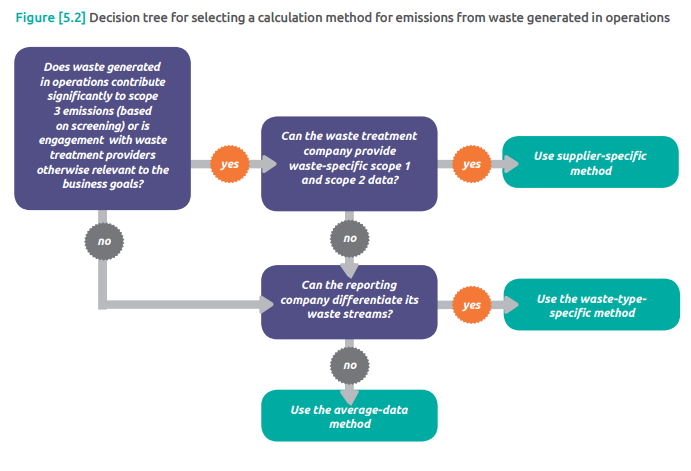 Figure [5.2] Decision tree for selecting a calculation method for emissions from waste generated in operations
Does waste generated
in operations contribute
significantly to scope
3 emissions (based
on screening) or is
engagement with waste
treatment providers
otherwise relevant to the
business goals?
yes
Can the waste treatment
company provide
waste-specific scope 1
and scope 2 data?
yes
Use supplier-specific
method
no
no
Can the reporting
company differentiate its
waste streams?
yes
Use the waste-type-
specific method
no
Use the average-data
method